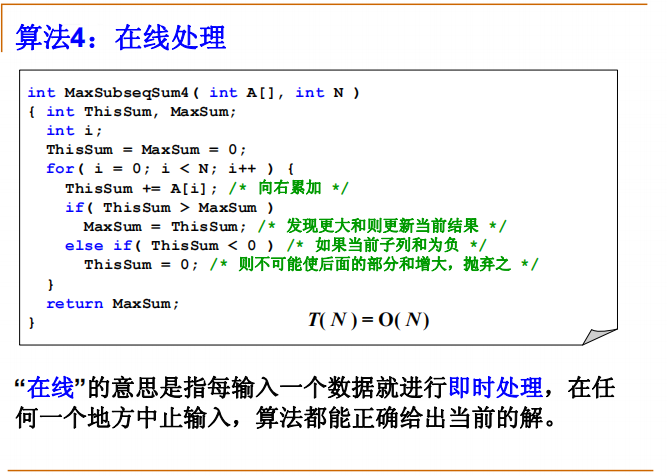 算法4：在线处理
int MaxSubseqSum4( int A[], int N )
{ int ThisSum, MaxSum;
int i;
ThisSum = MaxSum = 0;
for( i = 0; i < N; i++ ) {
ThisSum += A[i]; /* 向右累加 */
if( ThisSum > MaxSum )
MaxSum = ThisSum; /* 发现更大和则更新当前结果 */
else if( ThisSum < 0 ) /* 如果当前子列和为负 */
ThisSum = 0; /* 则不可能使后面的部分和增大，抛弃之 */
}
return MaxSum;
}
T( N ) = O( N )
“在线”的意思是指每输入一个数据就进行即时处理，在任
何一个地方中止输入，算法都能正确给出当前的解。